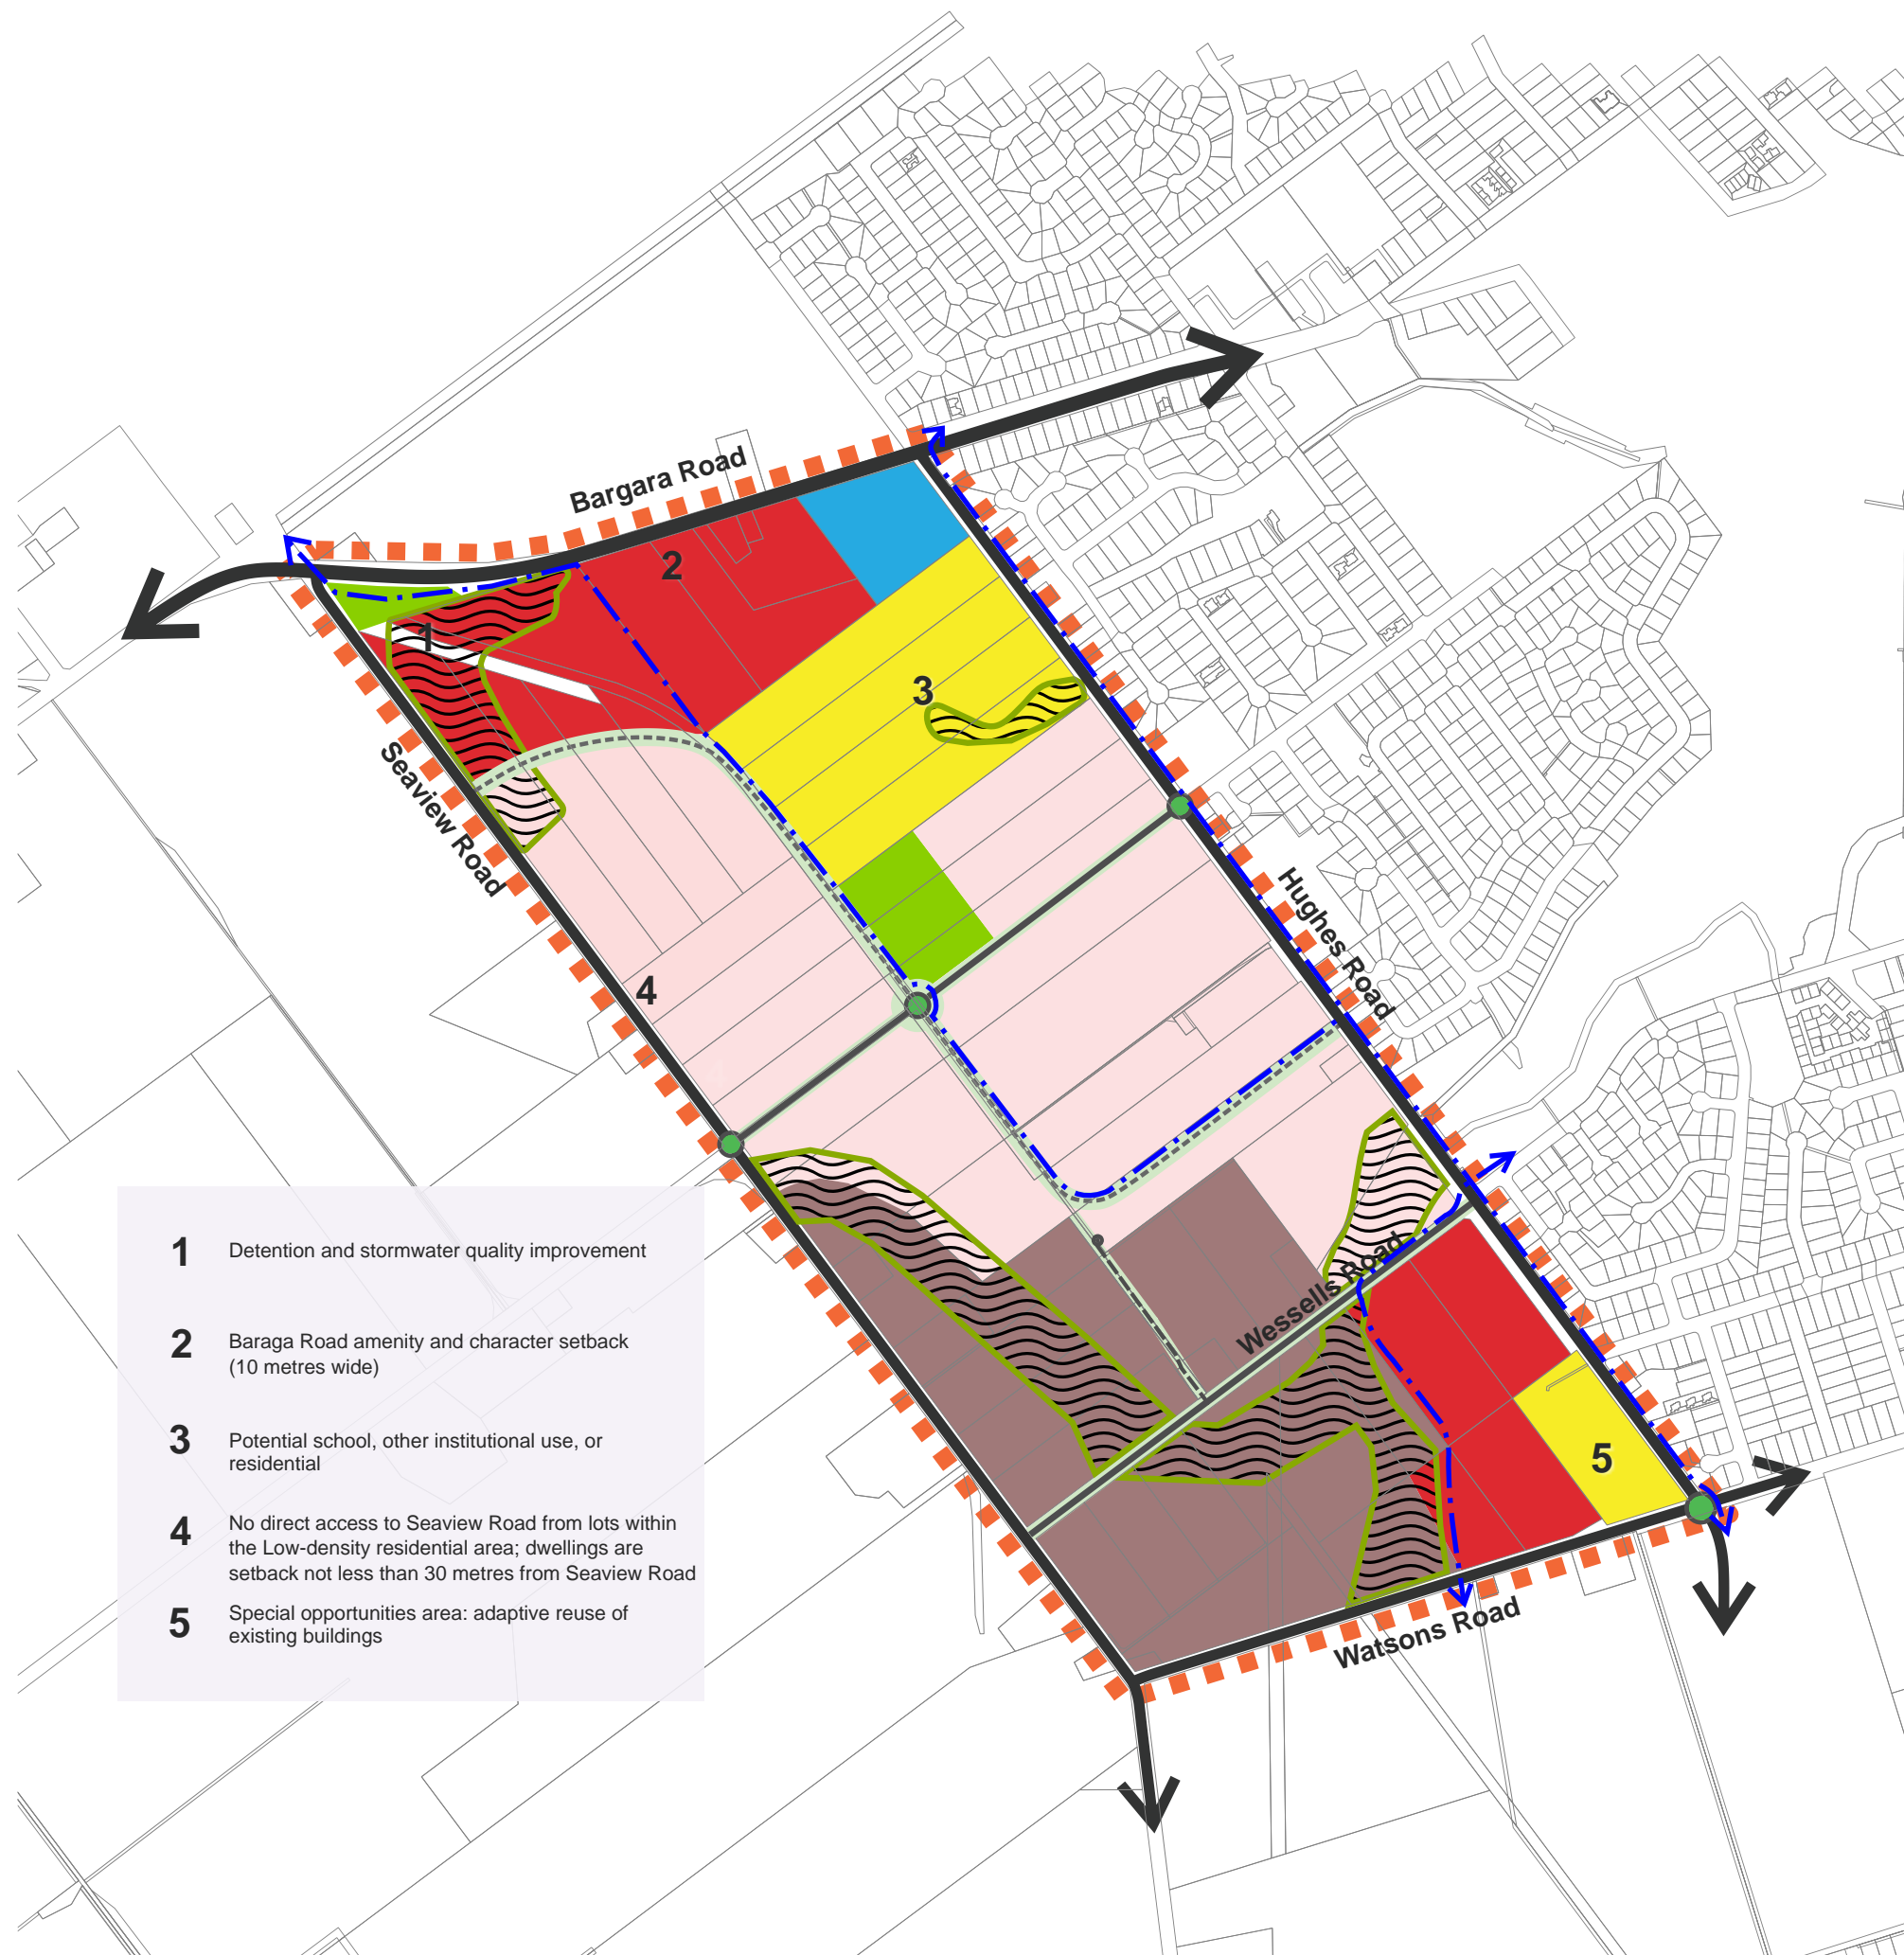 Bargara Road
2
1
3
Seaview Road
Hughes Road
4
4
Wessells Road
5
Watsons Road
1 Detention and stormwater quality improvement
2 Baraga Road amenity and character setback
(10 metres wide)
3 Potential school, other institutional use, or
residential
4 No direct access to Seaview Road from lots within
the Low-density residential area; dwellings are
setback not less than 30 metres from Seaview Road
5 Special opportunities area: adaptive reuse of
existing buildings